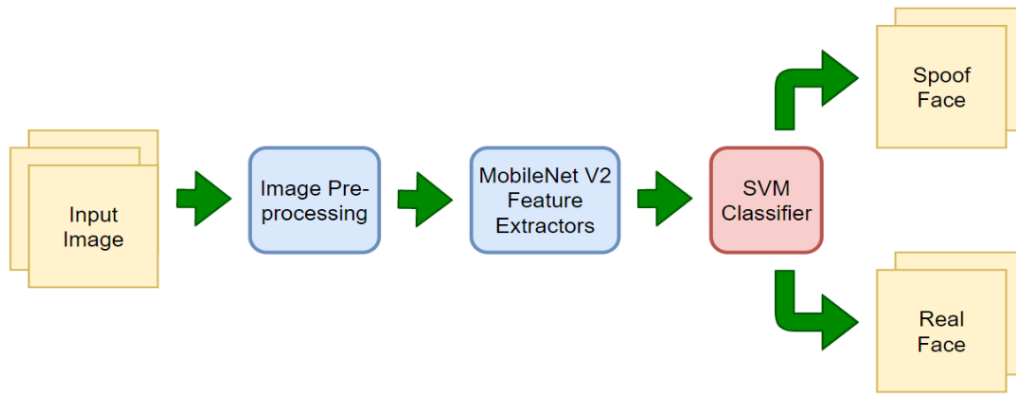 Input
Image
Image Pre-
processing
MobileNet V2
Feature
Extractors
SVM
Classifier
Spoof
Face
Real
Face